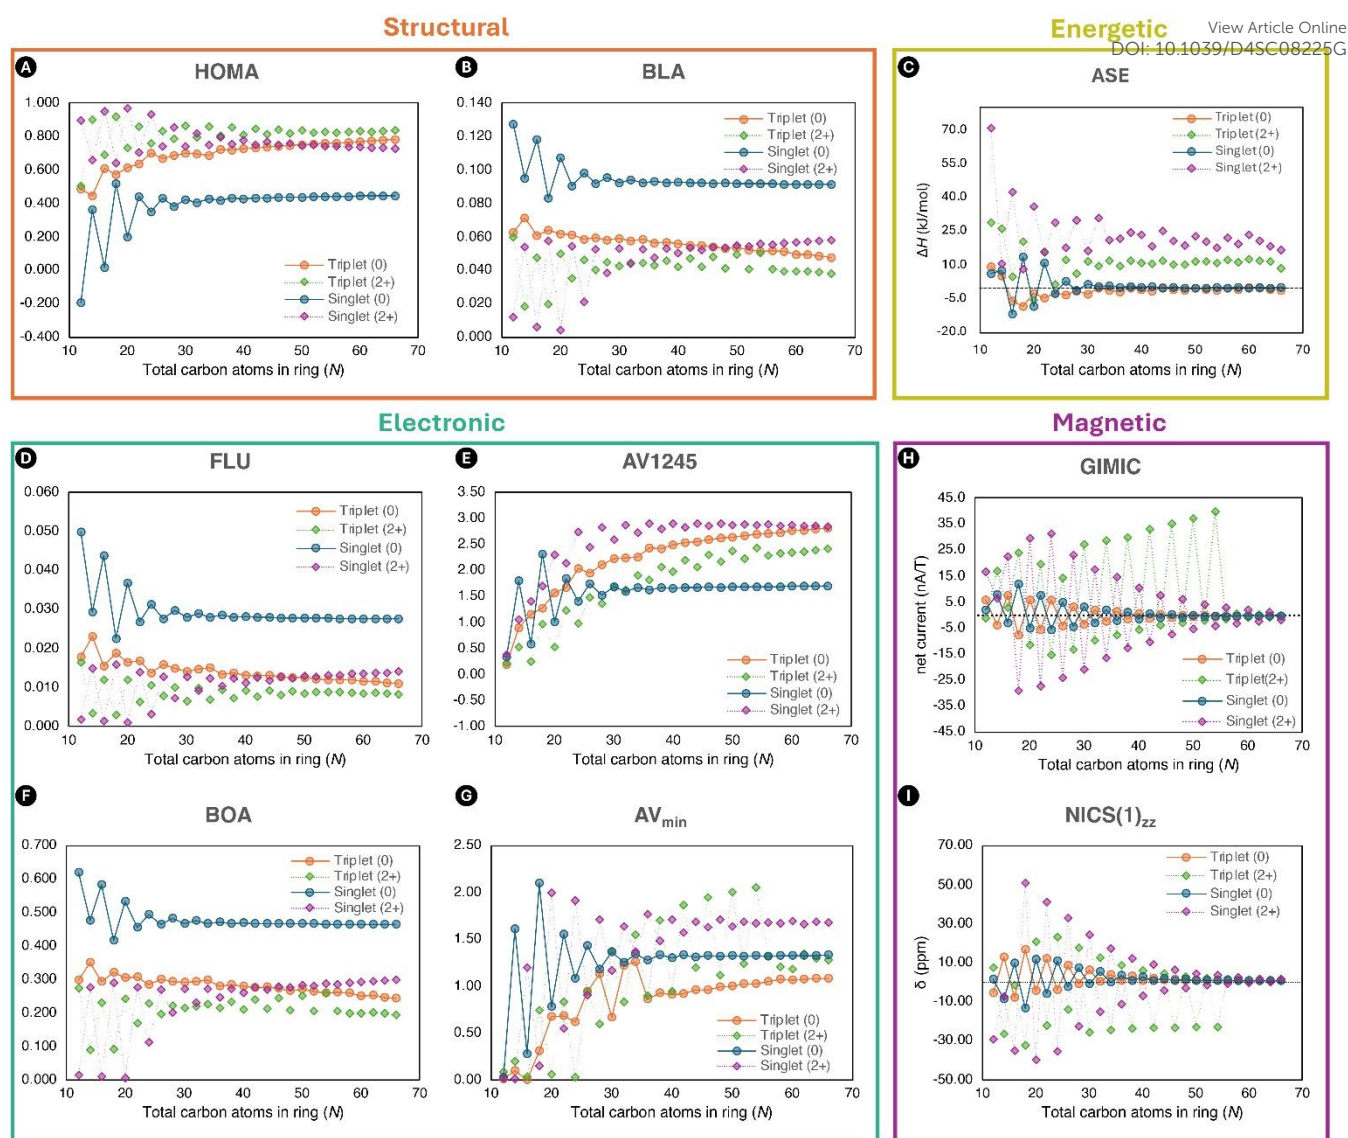 Structural
Energetic
View Article Online
DOI: 10.1039/D4SC08225G
A
HOMA
1.000
0.800
0.600
0.400
0.200
0.000
-0.200
-0.400
10 20 30 40 50 60 70
Total carbon atoms in ring (N)
Triplet (0)
Triplet (2+)
Singlet (0)
Singlet (2+)
B
BLA
0.140
0.120
0.100
0.080
0.060
0.040
0.020
0.000
10 20 30 40 50 60 70
Total carbon atoms in ring (N)
Triplet (0)
Triplet (2+)
Singlet (0)
Singlet (2+)
C
ASE
ΔH (kJ/mol)
70.0
55.0
40.0
25.0
10.0
-5.0
-20.0
10 20 30 40 50 60 70
Total carbon atoms in ring (N)
Triplet (0)
Triplet (2+)
Singlet (0)
Singlet (2+)
Electronic
Magnetic
D
FLU
0.060
0.050
0.040
0.030
0.020
0.010
0.000
10 20 30 40 50 60 70
Total carbon atoms in ring (N)
Triplet (0)
Triplet (2+)
Singlet (0)
Singlet (2+)
E
AV1245
3.50
3.00
2.50
2.00
1.50
1.00
0.50
0.00
-0.50
-1.00
10 20 30 40 50 60 70
Total carbon atoms in ring (N)
Triplet (0)
Triplet (2+)
Singlet (0)
Singlet (2+)
H
GIMIC
net current (nA/T)
45.0
35.0
25.0
15.0
5.0
-5.0
-15.0
-25.0
-35.0
-45.0
10 20 30 40 50 60 70
Total carbon atoms in ring (N)
Triplet (0)
Triplet(2+)
Singlet (0)
Singlet (2+)
F
BOA
0.700
0.600
0.500
0.400
0.300
0.200
0.100
0.000
10 20 30 40 50 60 70
Total carbon atoms in ring (N)
Triplet (0)
Triplet (2+)
Singlet (0)
Singlet (2+)
G
AVmin
2.50
2.00
1.50
1.00
0.50
0.00
10 20 30 40 50 60 70
Total carbon atoms in ring (N)
Triplet (0)
Triplet (2+)
Singlet (0)
Singlet (2+)
I
NICS(1)zz
δ (ppm)
70.00
50.00
30.00
10.00
-10.00
-30.00
-50.00
10 20 30 40 50 60 70
Total carbon atoms in ring (N)
Triplet (0)
Triplet (2+)
Singlet (0)
Singlet (2+)